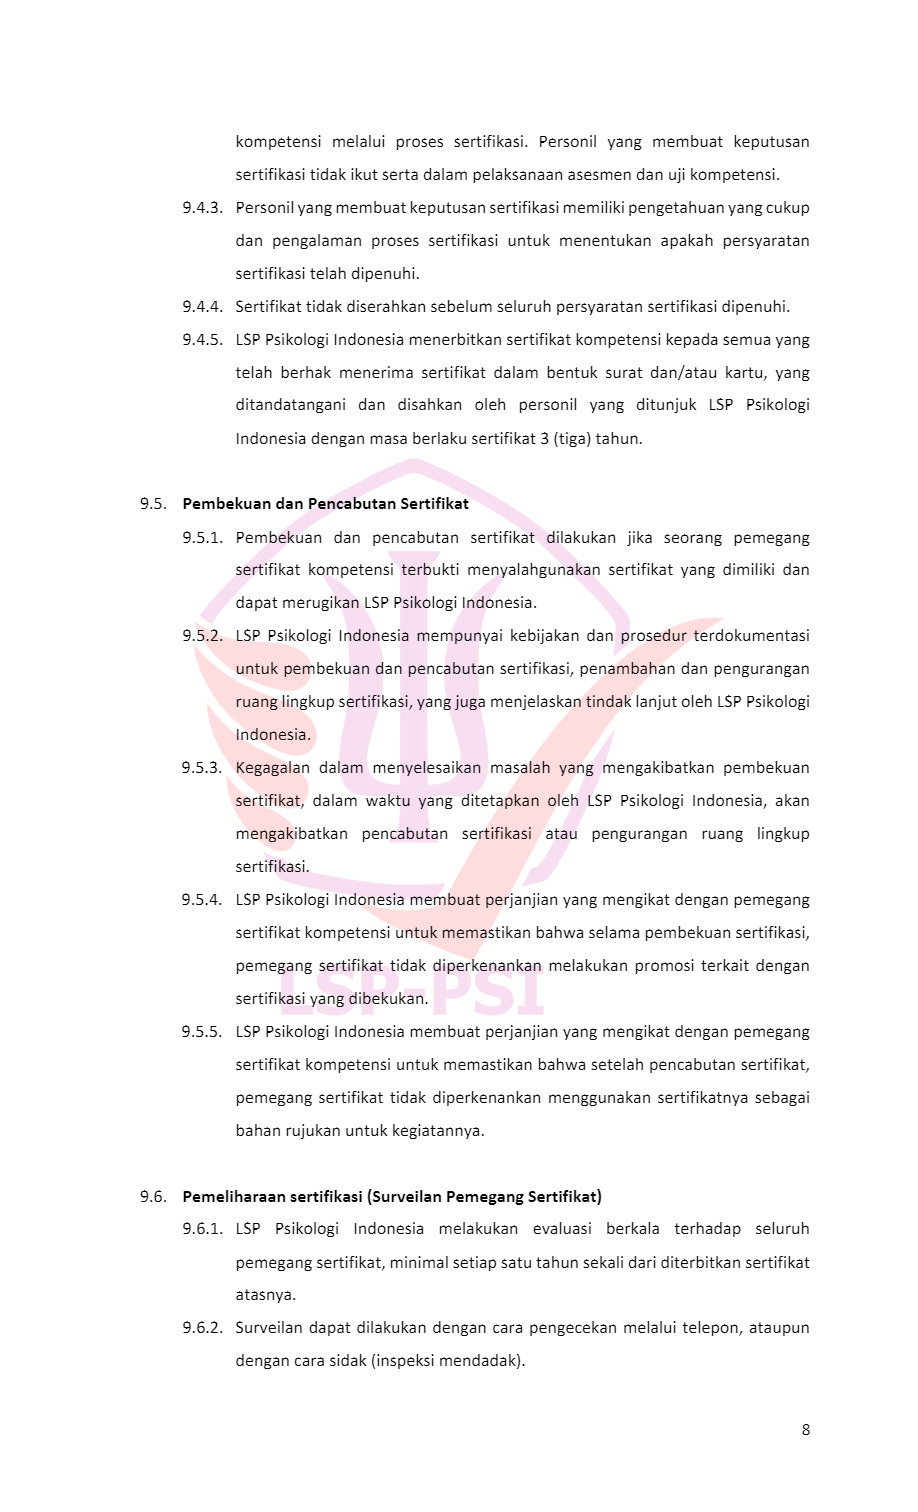 kompetensi melalui proses sertifikasi. Personil yang membuat keputusan
sertifikasi tidak ikut serta dalam pelaksanaan asesmen dan uji kompetensi.
9.4.3. Personil yang membuat keputusan sertifikasi memiliki pengetahuan yang cukup
dan pengalaman proses sertifikasi untuk menentukan apakah persyaratan
sertifikasi telah dipenuhi.
9.4.4. Sertifikat tidak diserahkan sebelum seluruh persyaratan sertifikasi dipenuhi.
9.4.5. LSP Psikologi Indonesia menerbitkan sertifikat kompetensi kepada semua yang
telah berhak menerima sertifikat dalam bentuk surat dan/atau kartu, yang
ditandatangani dan disahkan oleh personil yang ditunjuk LSP Psikologi
Indonesia dengan masa berlaku sertifikat 3 (tiga) tahun.
9.5. Pembekuan dan Pencabutan Sertifikat
9.5.1. Pembekuan dan pencabutan sertifikat dilakukan jika seorang pemegang
sertifikat kompetensi terbukti menyalahgunakan sertifikat yang dimiliki dan
dapat merugikan LSP Psikologi Indonesia.
9.5.2. LSP Psikologi Indonesia mempunyai kebijakan dan prosedur terdokumentasi
untuk pembekuan dan pencabutan sertifikasi, penambahan dan pengurangan
ruang lingkup sertifikasi, yang juga menjelaskan tindak lanjut oleh LSP Psikologi
Indonesia.
9.5.3. Kegagalan dalam menyelesaikan masalah yang mengakibatkan pembekuan
sertifikat, dalam waktu yang ditetapkan oleh LSP Psikologi Indonesia, akan
mengakibatkan pencabutan sertifikasi atau pengurangan ruang lingkup
sertifikasi.
9.5.4. LSP Psikologi Indonesia membuat perjanjian yang mengikat dengan pemegang
sertifikat kompetensi untuk memastikan bahwa selama pembekuan sertifikasi,
pemegang sertifikat tidak diperkenankan melakukan promosi terkait dengan
LSP-PSI
sertifikasi yang dibekukan.
9.5.5. LSP Psikologi Indonesia membuat perjanjian yang mengikat dengan pemegang
sertifikat kompetensi untuk memastikan bahwa setelah pencabutan sertifikat,
pemegang sertifikat tidak diperkenankan menggunakan sertifikatnya sebagai
bahan rujukan untuk kegiatannya.
9.6. Pemeliharaan sertifikasi (Surveilan Pemegang Sertifikat)
9.6.1. LSP Psikologi Indonesia melakukan evaluasi berkala terhadap seluruh
pemegang sertifikat, minimal setiap satu tahun sekali dari diterbitkan sertifikat
atasnya.
9.6.2. Surveilan dapat dilakukan dengan cara pengecekan melalui telepon, ataupun
dengan cara sidak (inspeksi mendadak).
8